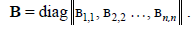 B = diag‖B₁,₁ B₂,₂ …, Bₙ,ₙ‖ .